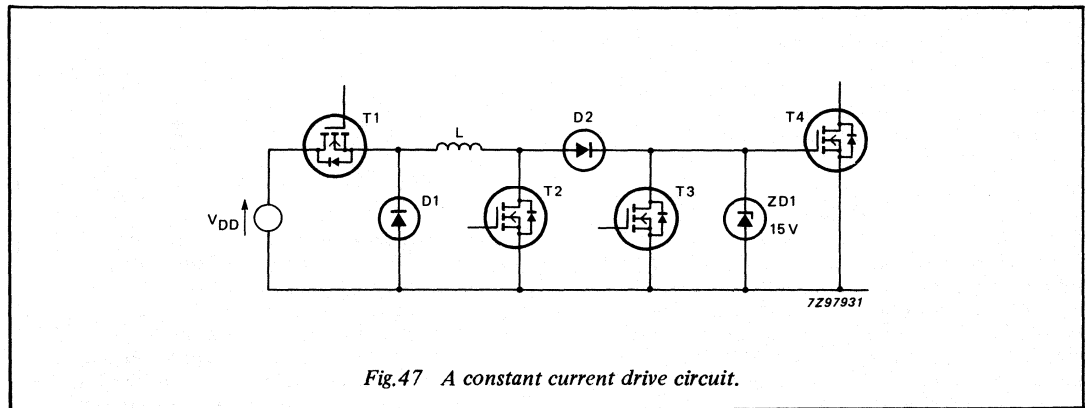 T1
L
D2
T4
V_DD
D1
T2
T3
ZD1
15 V
7Z97931
Fig.47 A constant current drive circuit.